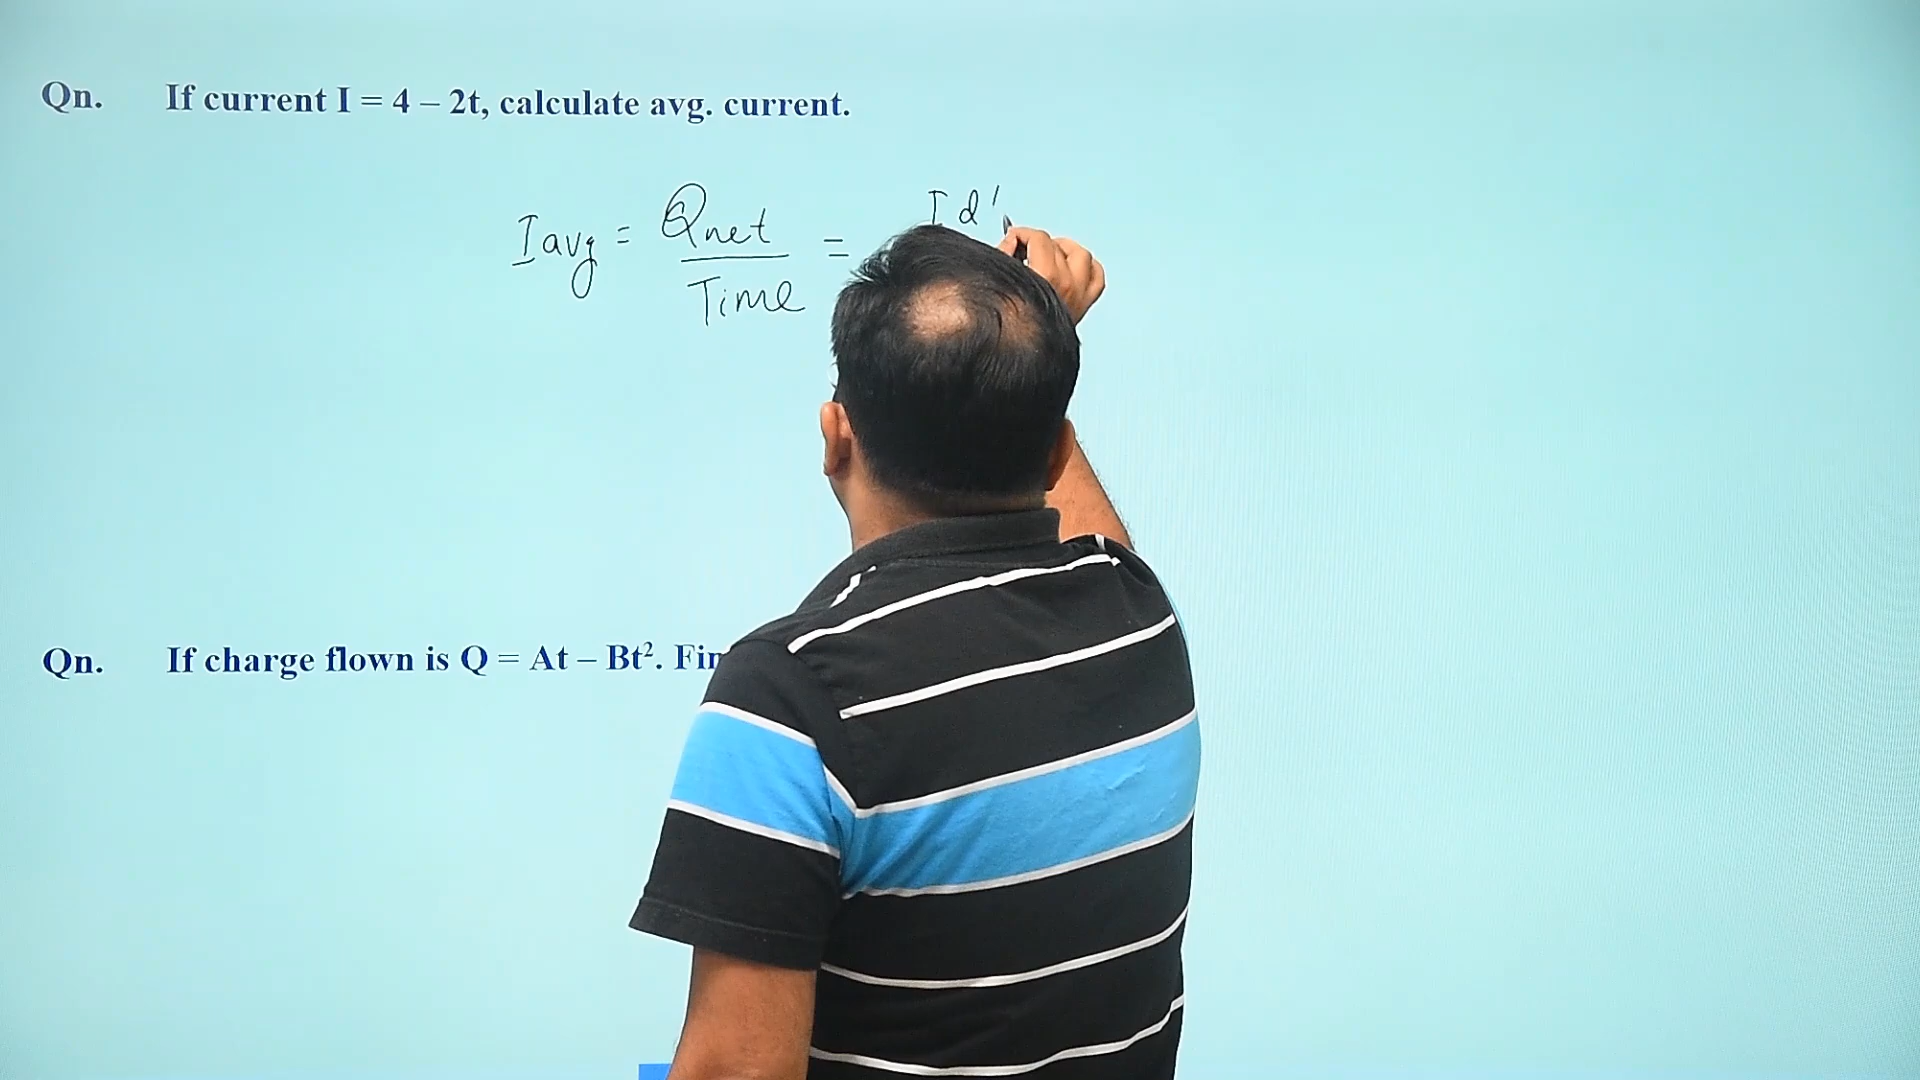 Qn. If current I = 4 – 2t, calculate avg. current.
Iavg = Qnet / Time = I d
Qn. If charge flown is Q = At – Bt². Fin